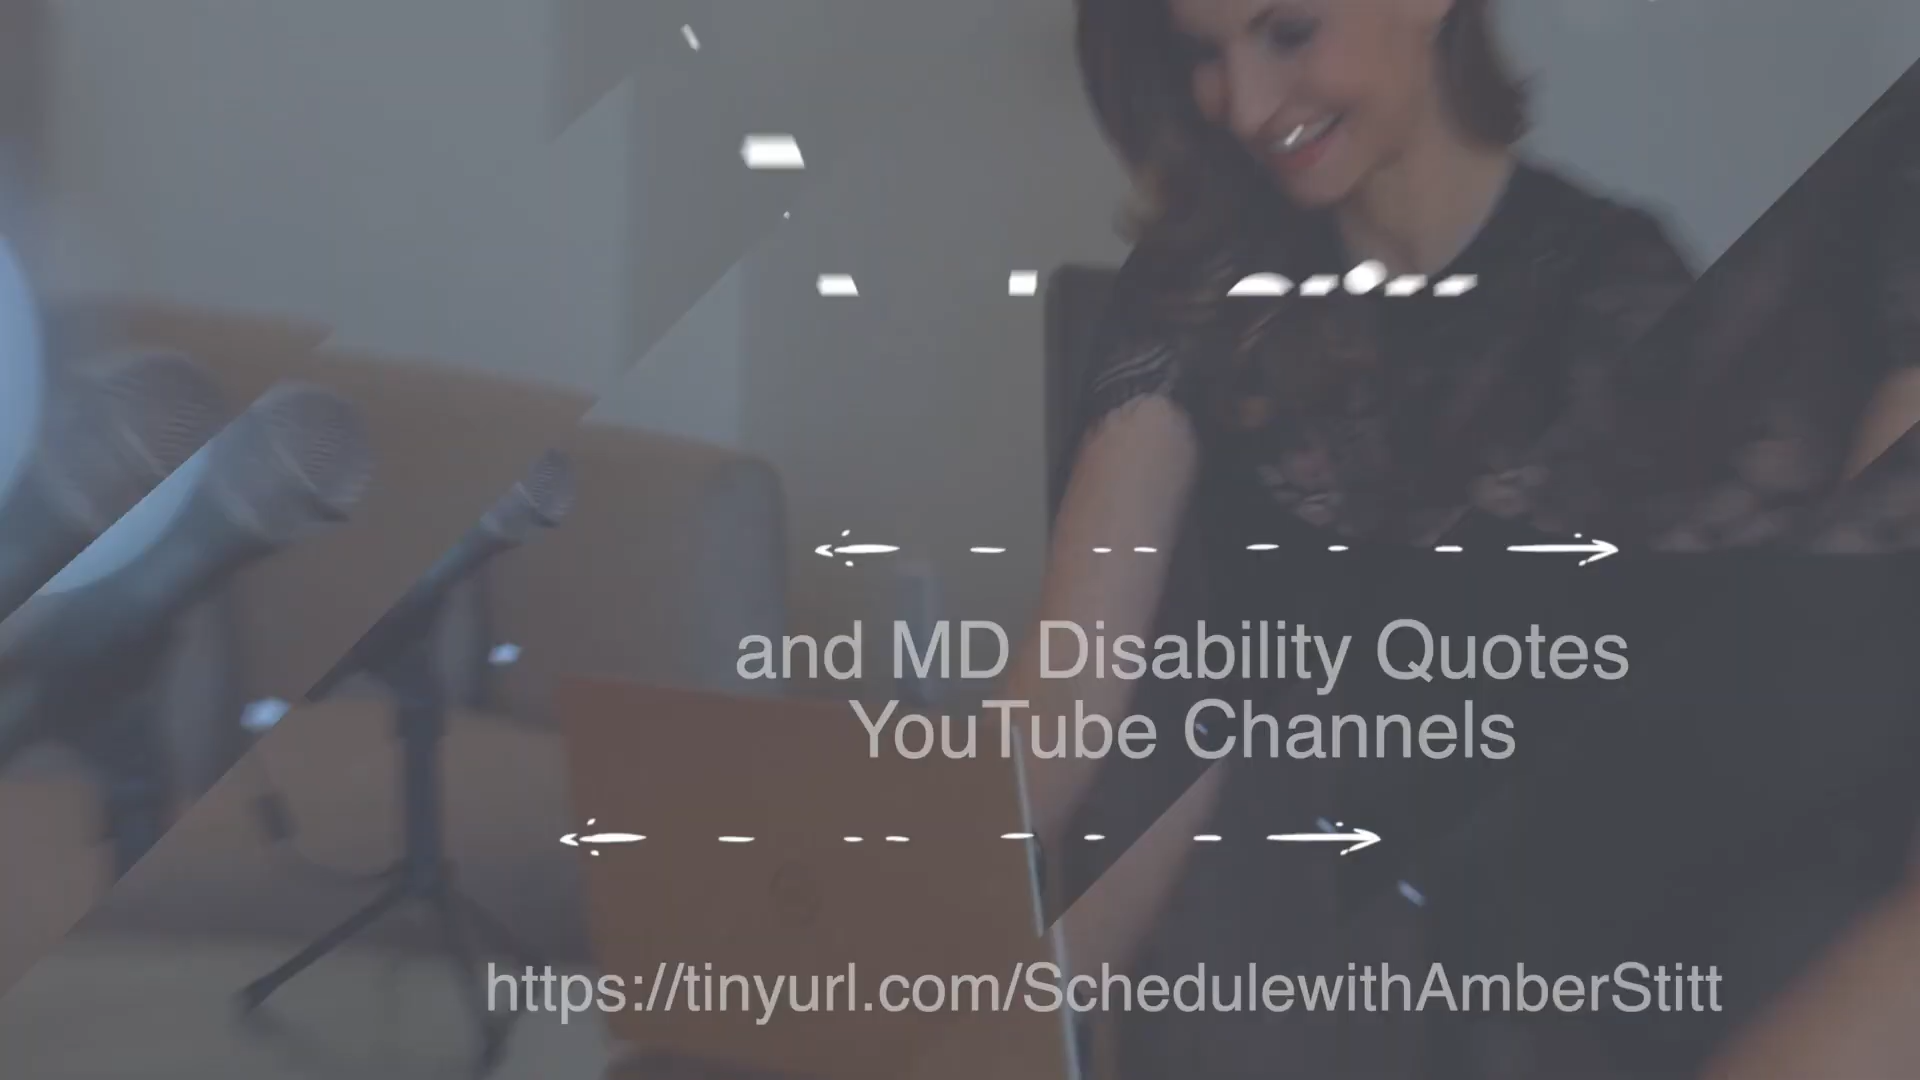 and MD Disability Quotes
YouTube Channels
https://tinyurl.com/SchedulewithAmberStitt